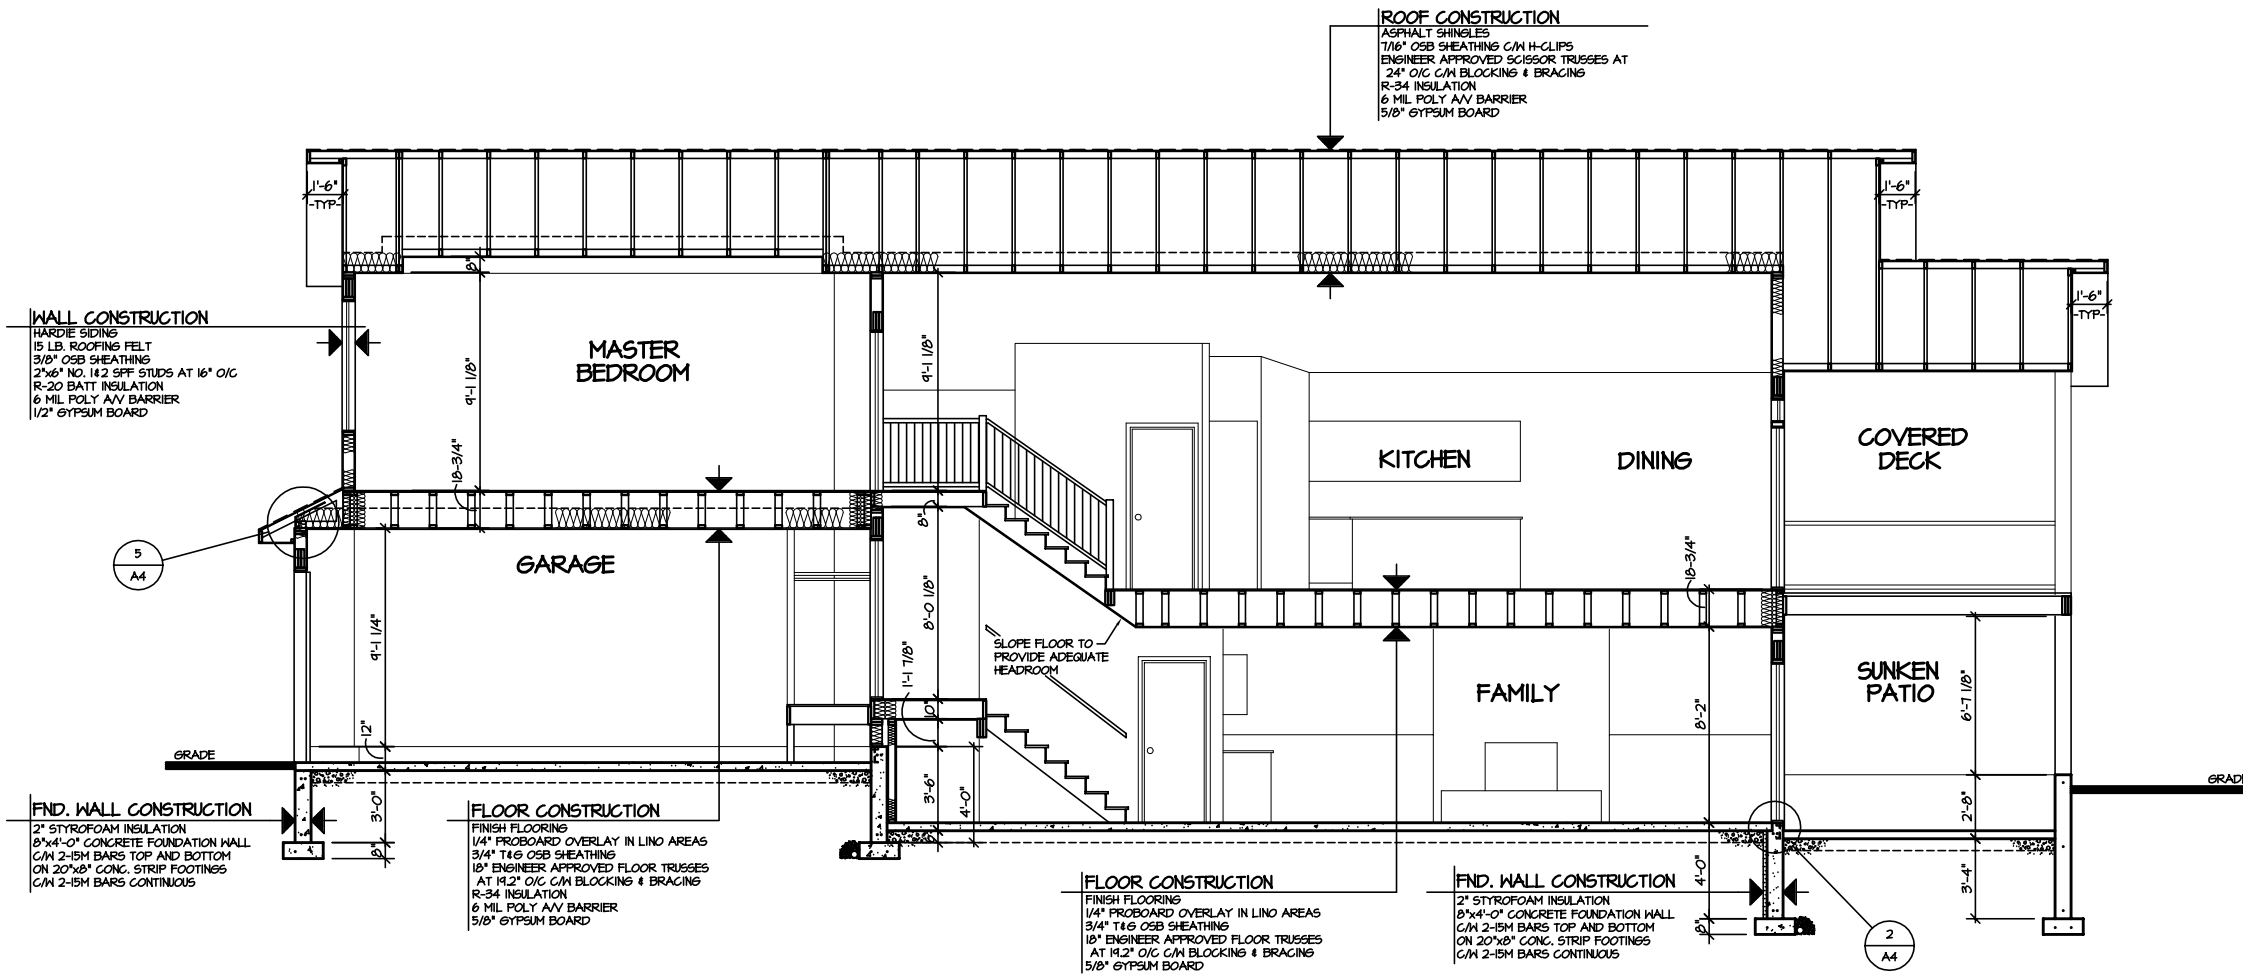 ROOF CONSTRUCTION
ASPHALT SHINGLES
7/16" OSB SHEATHING C/W H-CLIPS
ENGINEER APPROVED SCISSOR TRUSSES AT
24" O/C C/W BLOCKING & BRACING
R-34 INSULATION
6 MIL POLY A/V BARRIER
5/8" GYPSUM BOARD
1'-6"
-TYP-
1'-6"
-TYP-
1'-6"
-TYP-
WALL CONSTRUCTION
HARDIE SIDING
15 LB. ROOFING FELT
3/8" OSB SHEATHING
2"x6" NO. 1&2 SPF STUDS AT 16" O/C
R-20 BATT INSULATION
6 MIL POLY A/V BARRIER
1/2" GYPSUM BOARD
8"
9'-1 1/8"
18-3/4"
MASTER
BEDROOM
9'-1 1/8"
KITCHEN
DINING
COVERED
DECK
5
A4
GARAGE
9'-1 1/4"
12"
8"
8'-0 1/8"
1'-1 7/8"
10"
SLOPE FLOOR TO
PROVIDE ADEQUATE
HEADROOM
18-3/4"
FAMILY
8'-2"
SUNKEN
PATIO
6'-7 1/8"
GRADE
GRADE
3'-0"
8"
3'-6"
4'-0"
2'-8"
3'-4"
4'-0"
8"
FND. WALL CONSTRUCTION
2" STYROFOAM INSULATION
8"x4'-0" CONCRETE FOUNDATION WALL
C/W 2-15M BARS TOP AND BOTTOM
ON 20"x8" CONC. STRIP FOOTINGS
C/W 2-15M BARS CONTINUOUS
FLOOR CONSTRUCTION
FINISH FLOORING
1/4" PROBOARD OVERLAY IN LINO AREAS
3/4" T&G OSB SHEATHING
18" ENGINEER APPROVED FLOOR TRUSSES
AT 19.2" O/C C/W BLOCKING & BRACING
R-34 INSULATION
6 MIL POLY A/V BARRIER
5/8" GYPSUM BOARD
FLOOR CONSTRUCTION
FINISH FLOORING
1/4" PROBOARD OVERLAY IN LINO AREAS
3/4" T&G OSB SHEATHING
18" ENGINEER APPROVED FLOOR TRUSSES
AT 19.2" O/C C/W BLOCKING & BRACING
5/8" GYPSUM BOARD
FND. WALL CONSTRUCTION
2" STYROFOAM INSULATION
8"x4'-0" CONCRETE FOUNDATION WALL
C/W 2-15M BARS TOP AND BOTTOM
ON 20"x8" CONC. STRIP FOOTINGS
C/W 2-15M BARS CONTINUOUS
2
A4